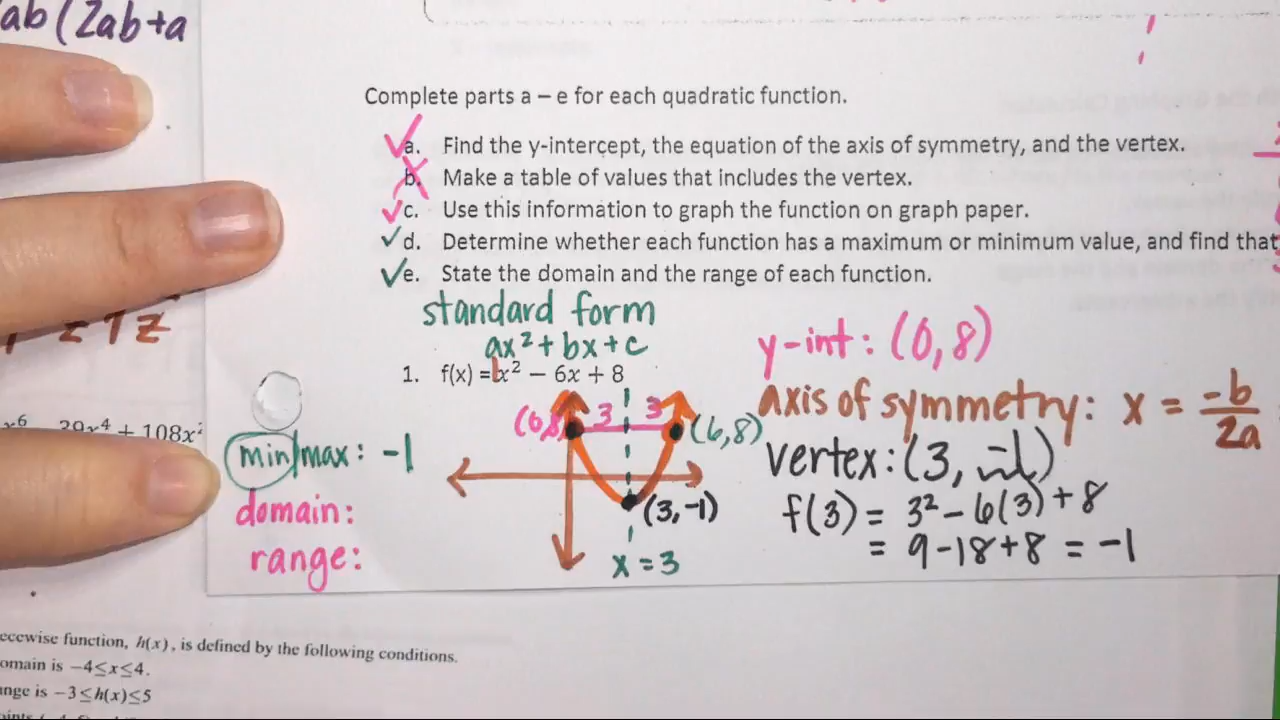 ab(2ab+a
Complete parts a – e for each quadratic function.
a. Find the y-intercept, the equation of the axis of symmetry, and the vertex.
b. Make a table of values that includes the vertex.
c. Use this information to graph the function on graph paper.
d. Determine whether each function has a maximum or minimum value, and find that
e. State the domain and the range of each function.
standard form
ax² + bx + c
1. f(x) = 1x² – 6x + 8
y-int: (0,8)
axis of symmetry: x = -b/2a
(0,8) 3 3 (6,8)
29x⁴ + 108x²
min/max: -1
vertex: (3, -1)
(3,-1)
domain:
f(3) = 3² - 6(3) + 8
range:
= 9-18+8 = -1
x = 3
ecewise function, h(x), is defined by the following conditions.
omain is −4≤x≤4.
nge is −3≤h(x)≤5